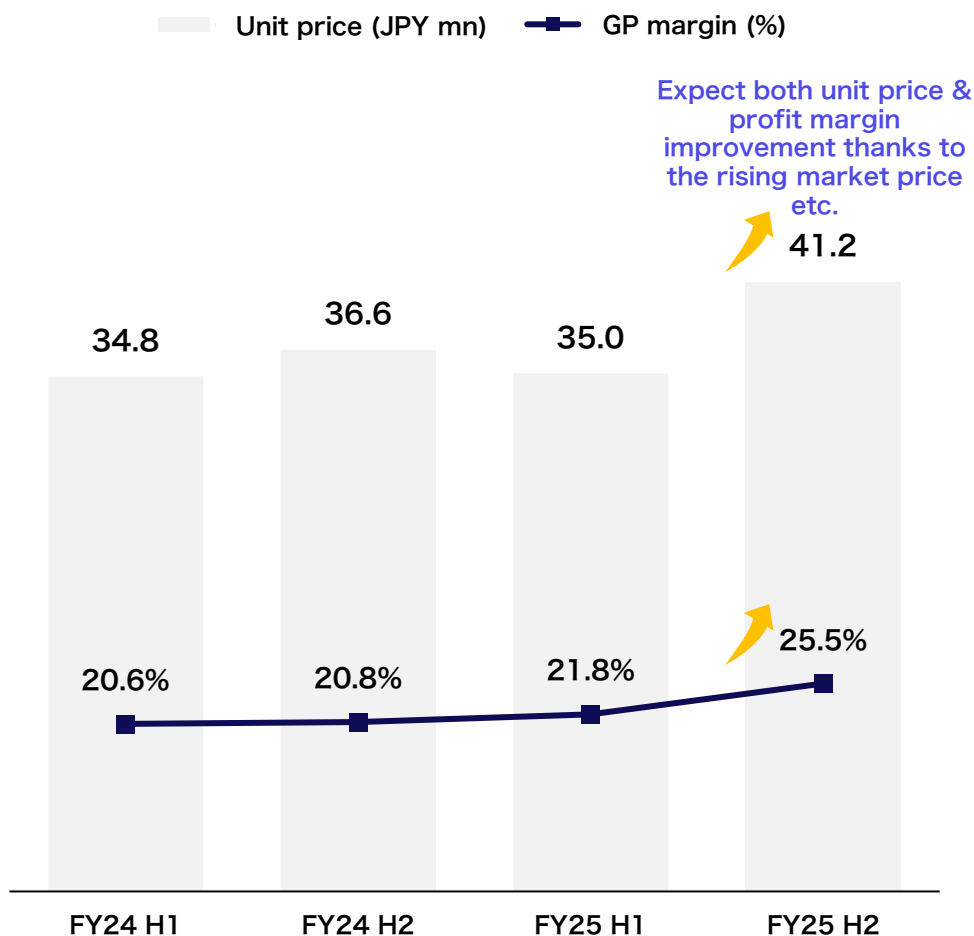 Unit price (JPY mn)
GP margin (%)
Expect both unit price &
profit margin
improvement thanks to
the rising market price
etc.
41.2
36.6
34.8
35.0
25.5%
21.8%
20.6%
20.8%
FY24 H1
FY24 H2
FY25 H1
FY25 H2